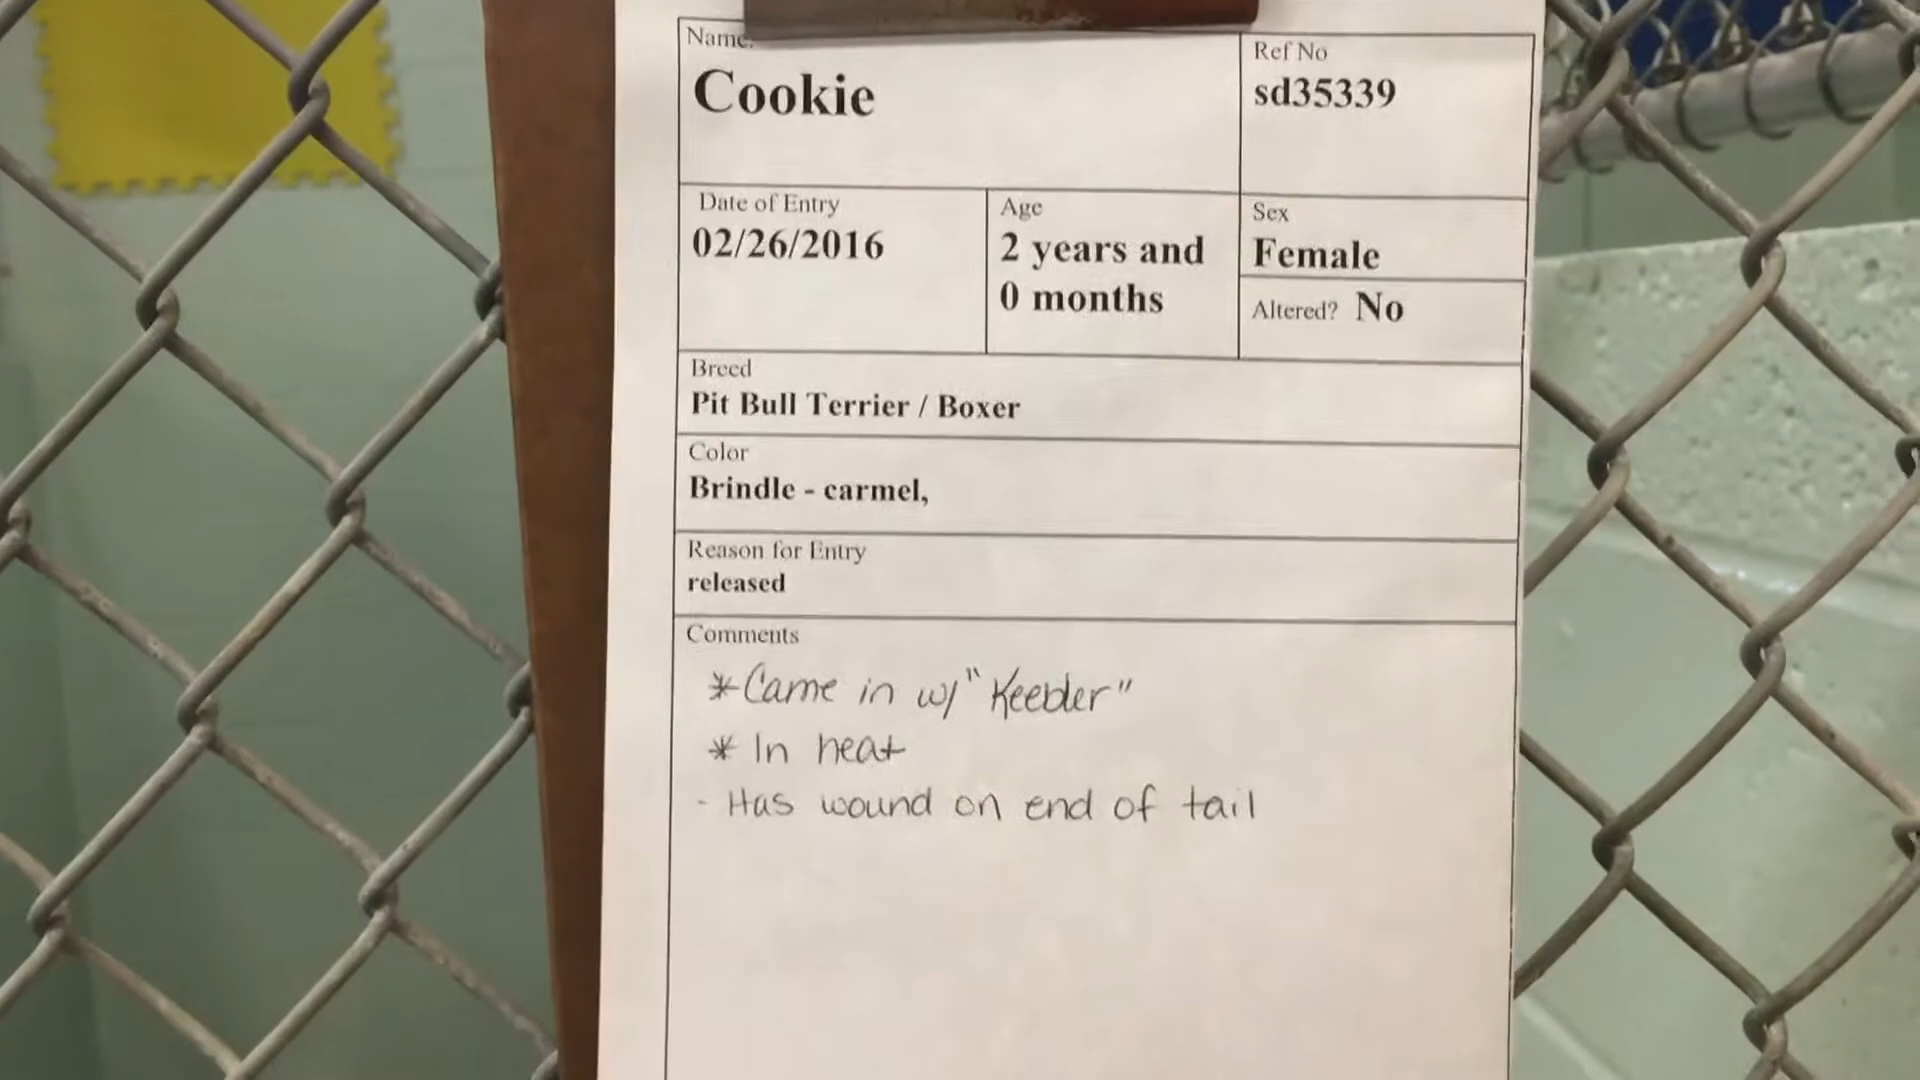 Name:
Cookie
Ref No
sd35339
Date of Entry
02/26/2016
Age
2 years and
0 months
Sex
Female
Altered? No
Breed
Pit Bull Terrier / Boxer
Color
Brindle - carmel,
Reason for Entry
released
Comments
* Came in w/ "Keebler"
* In heat
- Has wound on end of tail